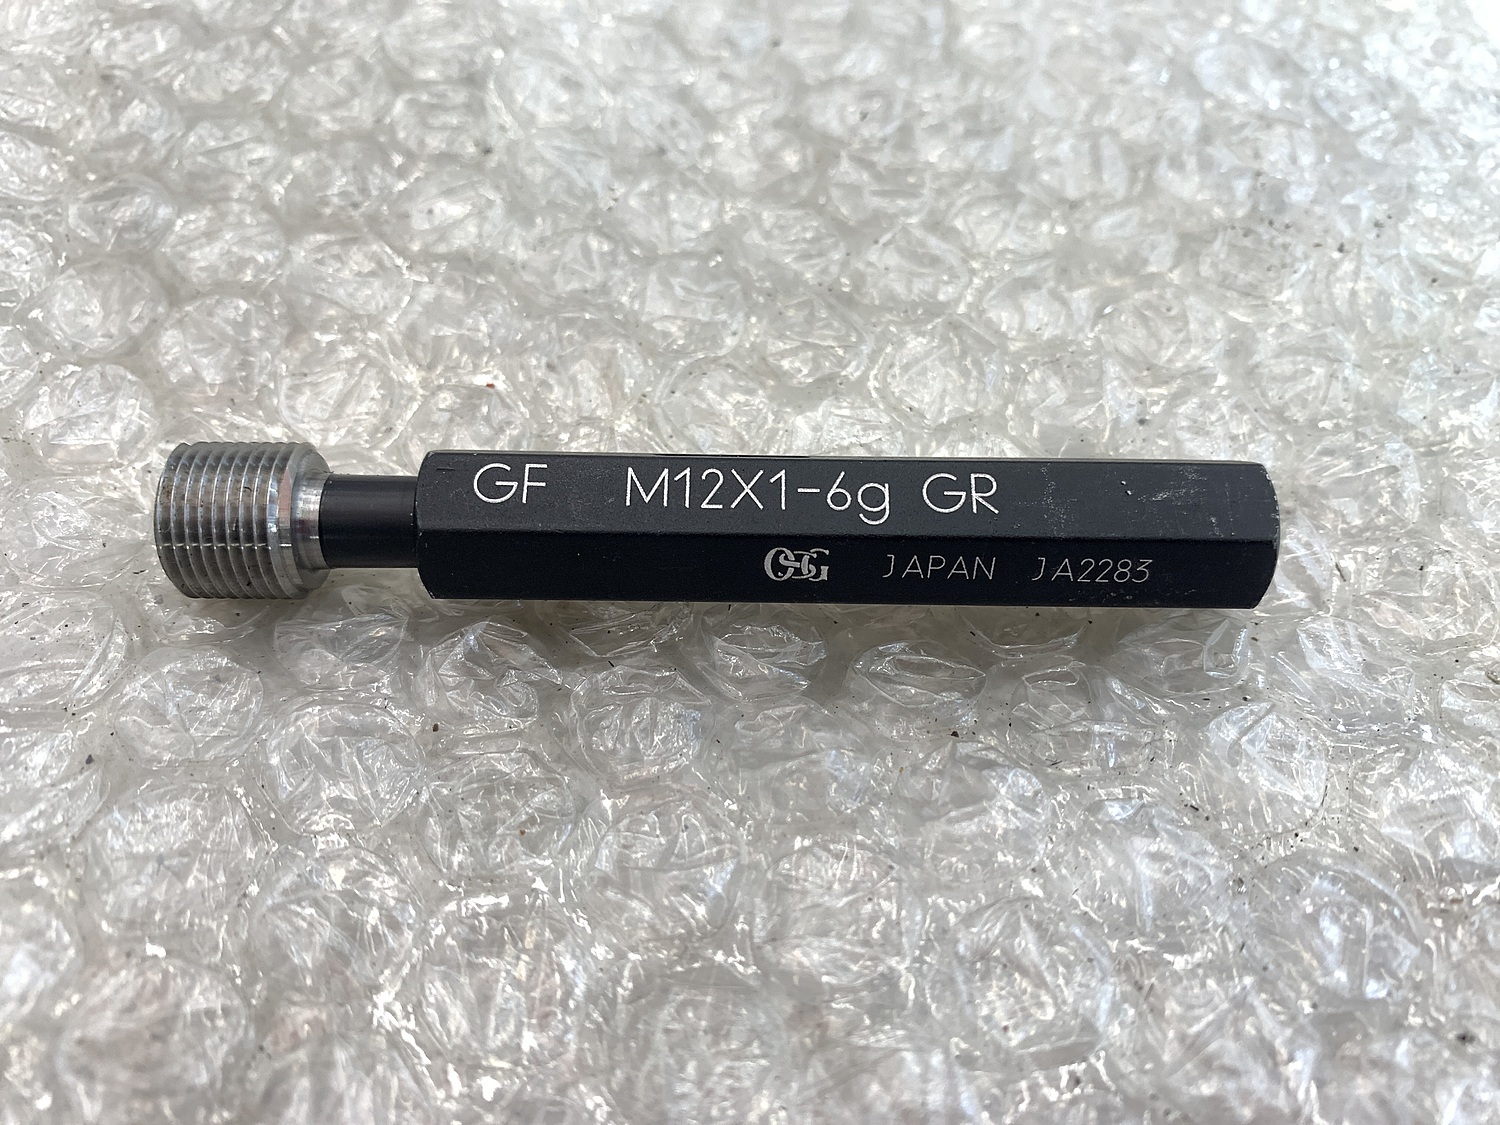 GF M12X1-6g GR
OSG JAPAN JA2283